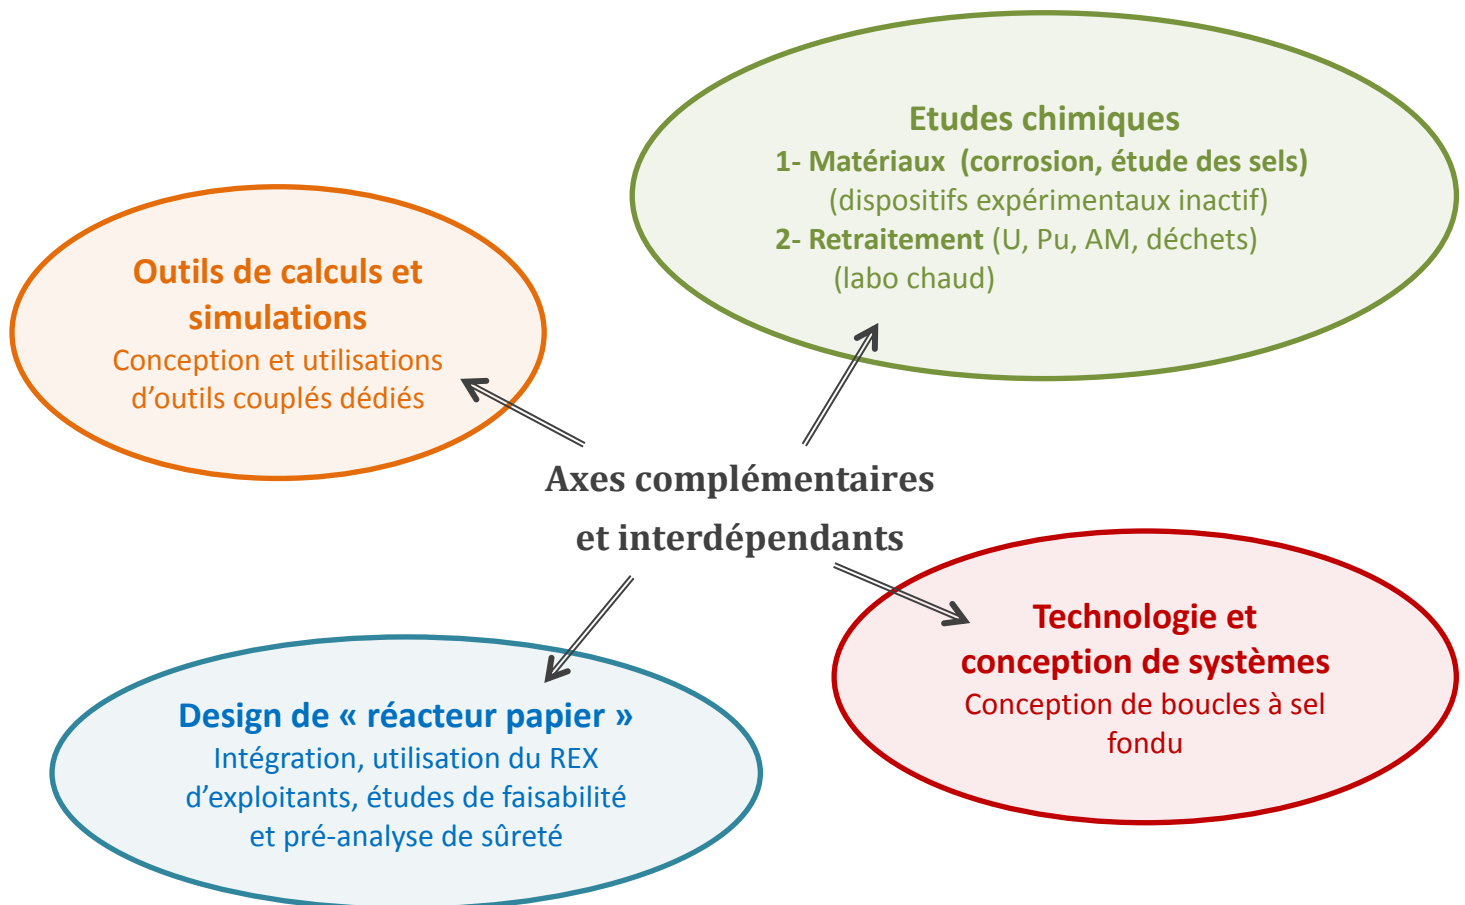 Etudes chimiques
1- Matériaux (corrosion, étude des sels)
(dispositifs expérimentaux inactif)
2- Retraitement (U, Pu, AM, déchets)
(labo chaud)
Outils de calculs et
simulations
Conception et utilisations
d’outils couplés dédiés
Axes complémentaires
et interdépendants
Technologie et
conception de systèmes
Conception de boucles à sel
fondu
Design de « réacteur papier »
Intégration, utilisation du REX
d’exploitants, études de faisabilité
et pré-analyse de sûreté